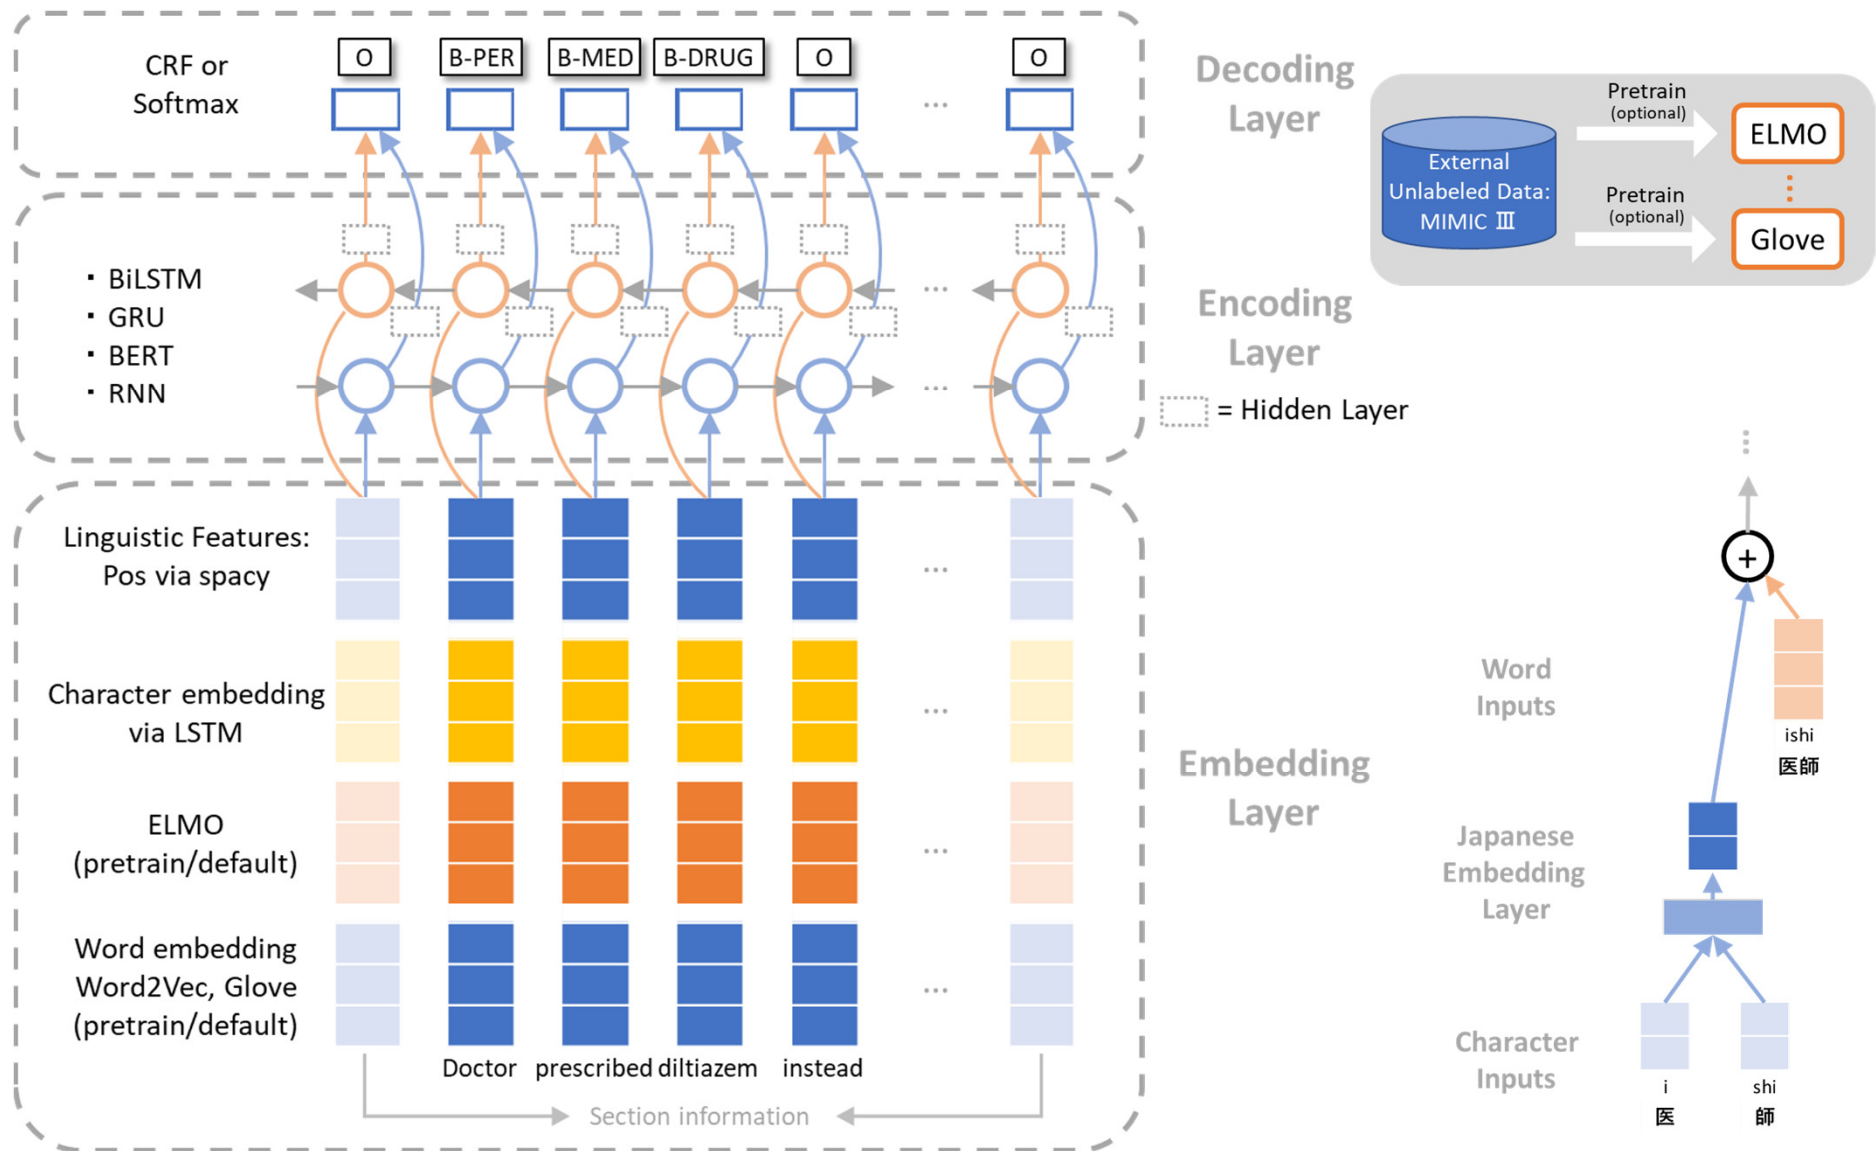 CRF or
Softmax
O
B-PER
B-MED
B-DRUG
O
...
O
Decoding
Layer
・ BiLSTM
・ GRU
・ BERT
・ RNN
...
...
Encoding
Layer
= Hidden Layer
Linguistic Features:
Pos via spacy
...
Character embedding
via LSTM
...
ELMO
(pretrain/default)
...
Word embedding
Word2Vec, Glove
(pretrain/default)
...
Doctor
prescribed
diltiazem
instead
Section information
Embedding
Layer
External
Unlabeled Data:
MIMIC Ⅲ
Pretrain
(optional)
ELMO
Pretrain
(optional)
Glove
+
Word
Inputs
ishi
医師
Japanese
Embedding
Layer
Character
Inputs
i
医
shi
師